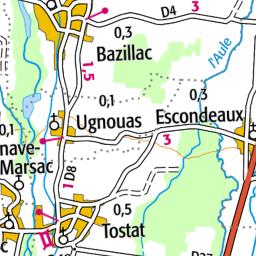 D4
0,3
3
Bazillac
l'Aule
1,5
0,1
0,3
0,1
Ugnouas
Escondeaux
3
nave-
Marsac
D8
1
0,5
Tostat
c